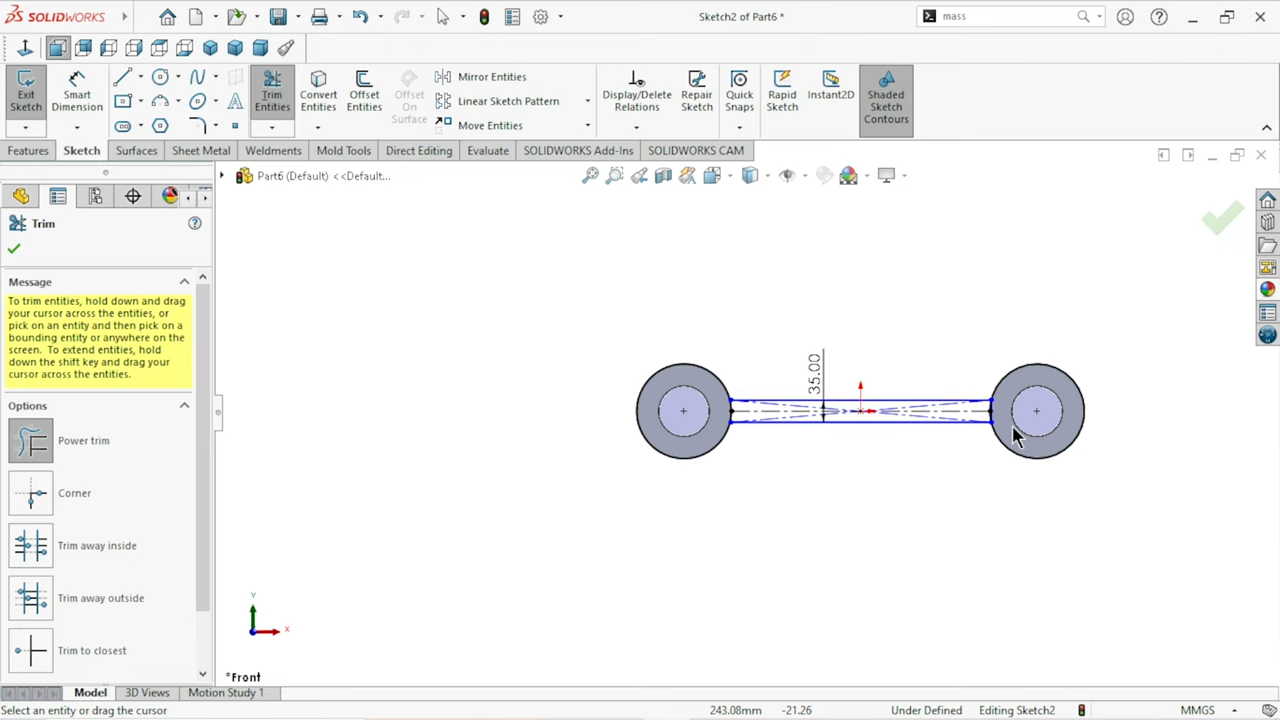 SOLIDWORKS
Sketch2 of Part6 *
mass
Exit Sketch
Smart Dimension
Trim Entities
Convert Entities
Offset Entities
Offset On Surface
Mirror Entities
Linear Sketch Pattern
Move Entities
Display/Delete Relations
Repair Sketch
Quick Snaps
Rapid Sketch
Instant2D
Shaded Sketch Contours
Features
Sketch
Surfaces
Sheet Metal
Weldments
Mold Tools
Direct Editing
Evaluate
SOLIDWORKS Add-Ins
SOLIDWORKS CAM
Part6 (Default) <<Default...
Trim
Message
To trim entities, hold down and drag
your cursor across the entities, or
pick on an entity and then pick on a
bounding entity or anywhere on the
screen. To extend entities, hold
down the shift key and drag your
cursor across the entities.
Options
Power trim
Corner
Trim away inside
Trim away outside
Trim to closest
35.00
Y
X
*Front
Model
3D Views
Motion Study 1
Select an entity or drag the cursor
243.08mm
-21.26
Under Defined
Editing Sketch2
MMGS